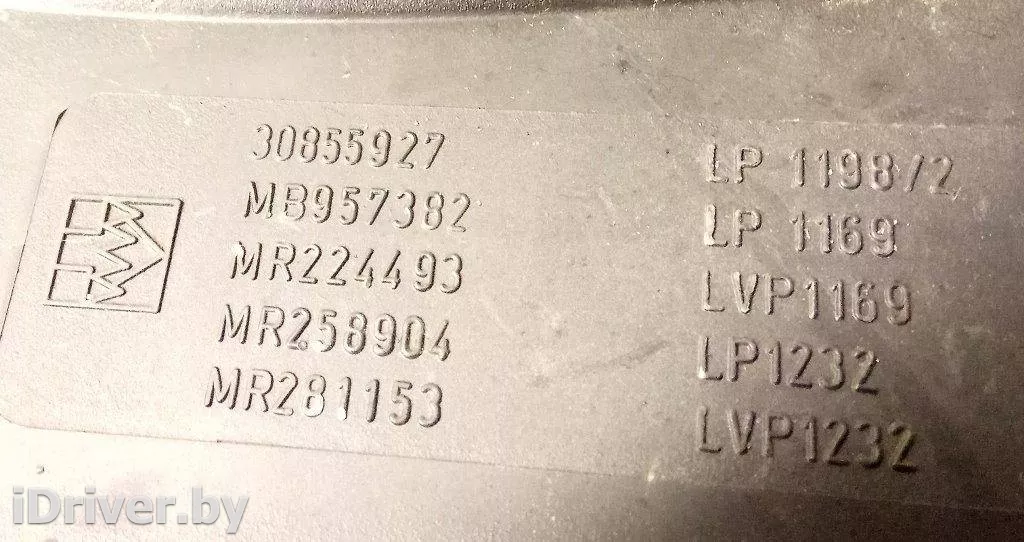 30855927
MB957382
MR224493
MR258904
MR281153
LP 1198/2
LP 1169
LVP1169
LP1232
LVP1232
iDriver.by